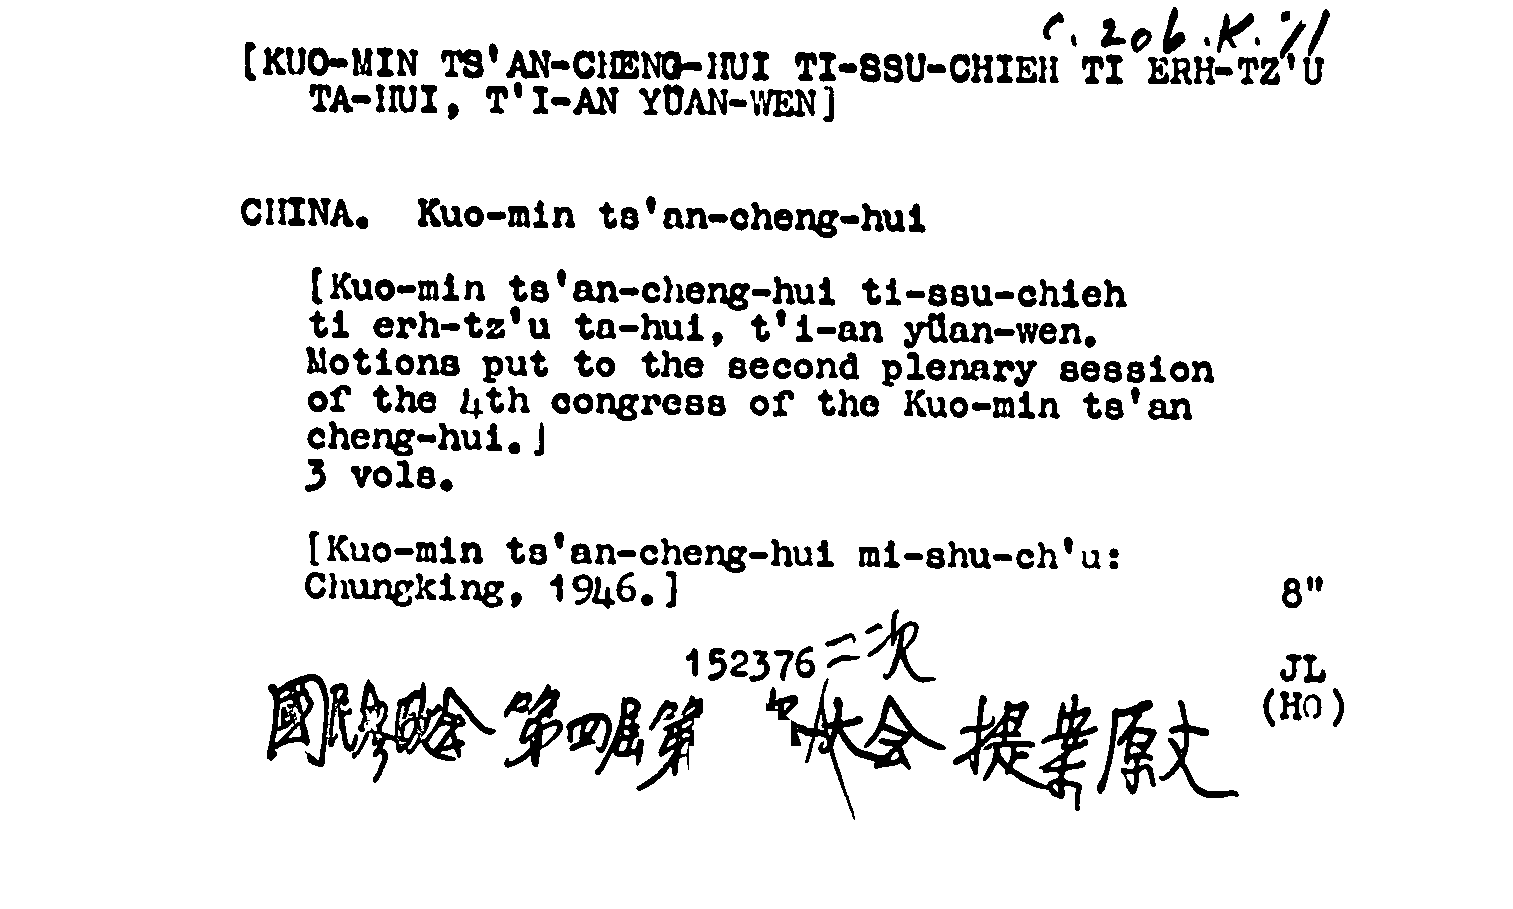 C. 206.K.11
[KUO-MIN TS'AN-CHENG-HUI TI-SSU-CHIEH TI ERH-TZ'U
TA-HUI, T'I-AN YÜAN-WEN]
CHINA. Kuo-min ts'an-cheng-hui
[Kuo-min ts'an-cheng-hui ti-ssu-chieh
ti erh-tz'u ta-hui, t'i-an yüan-wen.
Motions put to the second plenary session
of the 4th congress of the Kuo-min ts'an
cheng-hui.]
3 vols.
[Kuo-min ts'an-cheng-hui mi-shu-ch'u:
Chungking, 1946.]
8"
152376
二次
JL
(HO)
國民參政會 第四屆第 大会 提案原文